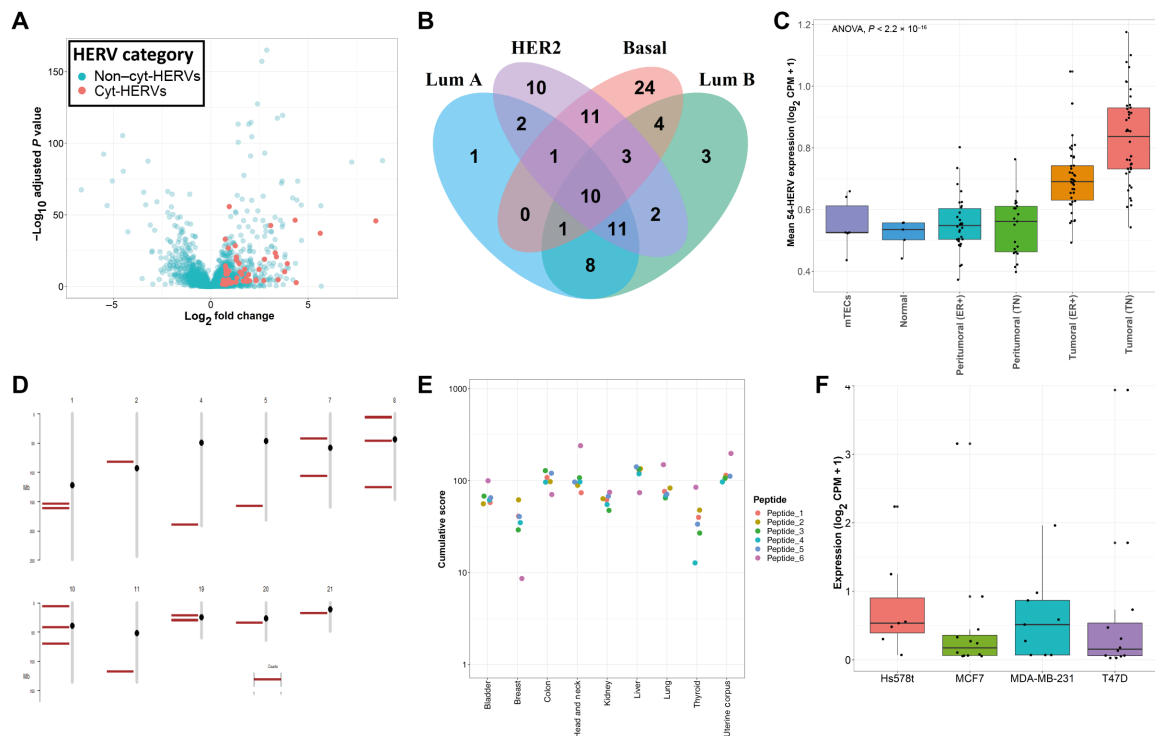 A
HERV category
Non–cyt-HERVs
Cyt-HERVs
–Log10 adjusted P value
150
100
50
0
–5
0
5
Log2 fold change
B
HER2
Basal
Lum A
Lum B
10
24
2
11
4
1
1
3
3
0
10
2
1
11
8
C
ANOVA, P < 2.2 × 10–16
Mean 54-HERV expression (log2 CPM + 1)
1.2
1.0
0.8
0.6
0.4
mTECs
Normal
Peritumoral (ER+)
Peritumoral (TN)
Tumoral (ER+)
Tumoral (TN)
D
1
2
4
5
7
8
10
11
19
20
21
E
Cumulative score
1000
100
10
1
Bladder
Breast
Colon
Head and neck
Kidney
Liver
Lung
Thyroid
Uterine corpus
Peptide
Peptide_1
Peptide_2
Peptide_3
Peptide_4
Peptide_5
Peptide_6
F
Expression (log2 CPM + 1)
4
3
2
1
0
Hs578t
MCF7
MDA-MB-231
T47D